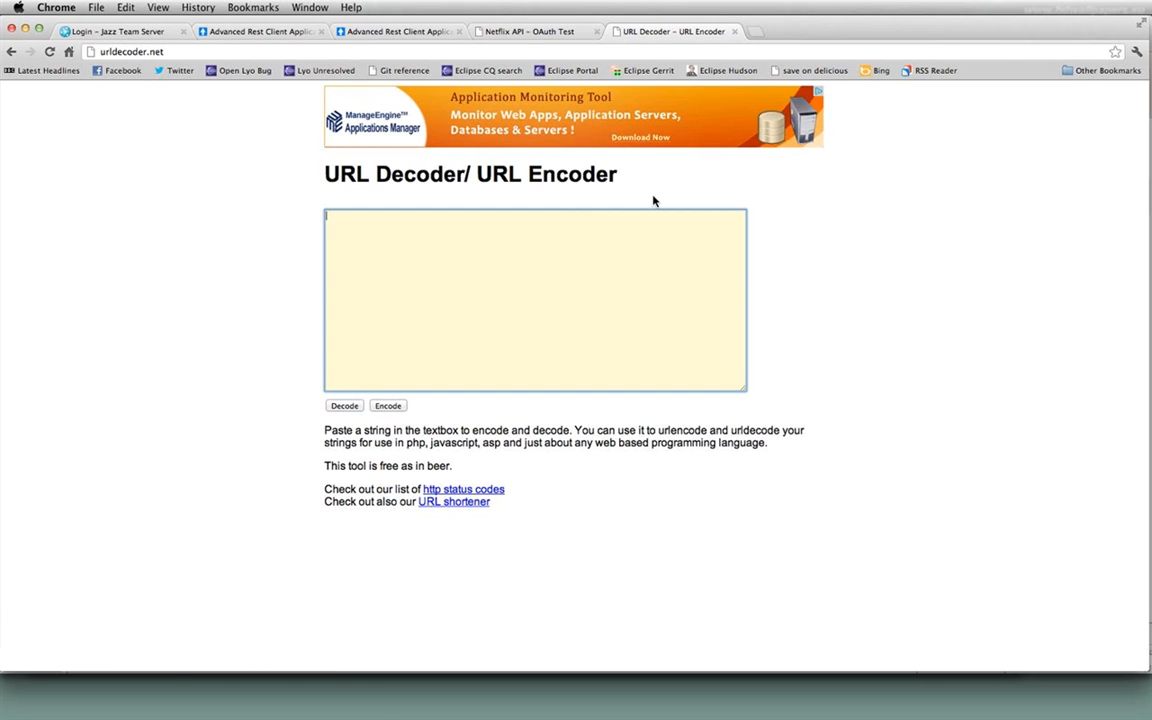 Chrome File Edit View History Bookmarks Window Help
Login – Jazz Team Server Advanced Rest Client Applic Advanced Rest Client Applic Netflix API – OAuth Test URL Decoder – URL Encoder
urldecoder.net
Latest Headlines Facebook Twitter Open Lyo Bug Lyo Unresolved Git reference Eclipse CQ search Eclipse Portal Eclipse Gerrit Eclipse Hudson save on delicious Bing RSS Reader Other Bookmarks
ManageEngine™
Applications Manager
Application Monitoring Tool
Monitor Web Apps, Application Servers,
Databases & Servers !
Download Now
URL Decoder/ URL Encoder
Decode Encode
Paste a string in the textbox to encode and decode. You can use it to urlencode and urldecode your
strings for use in php, javascript, asp and just about any web based programming language.
This tool is free as in beer.
Check out our list of http status codes
Check out also our URL shortener